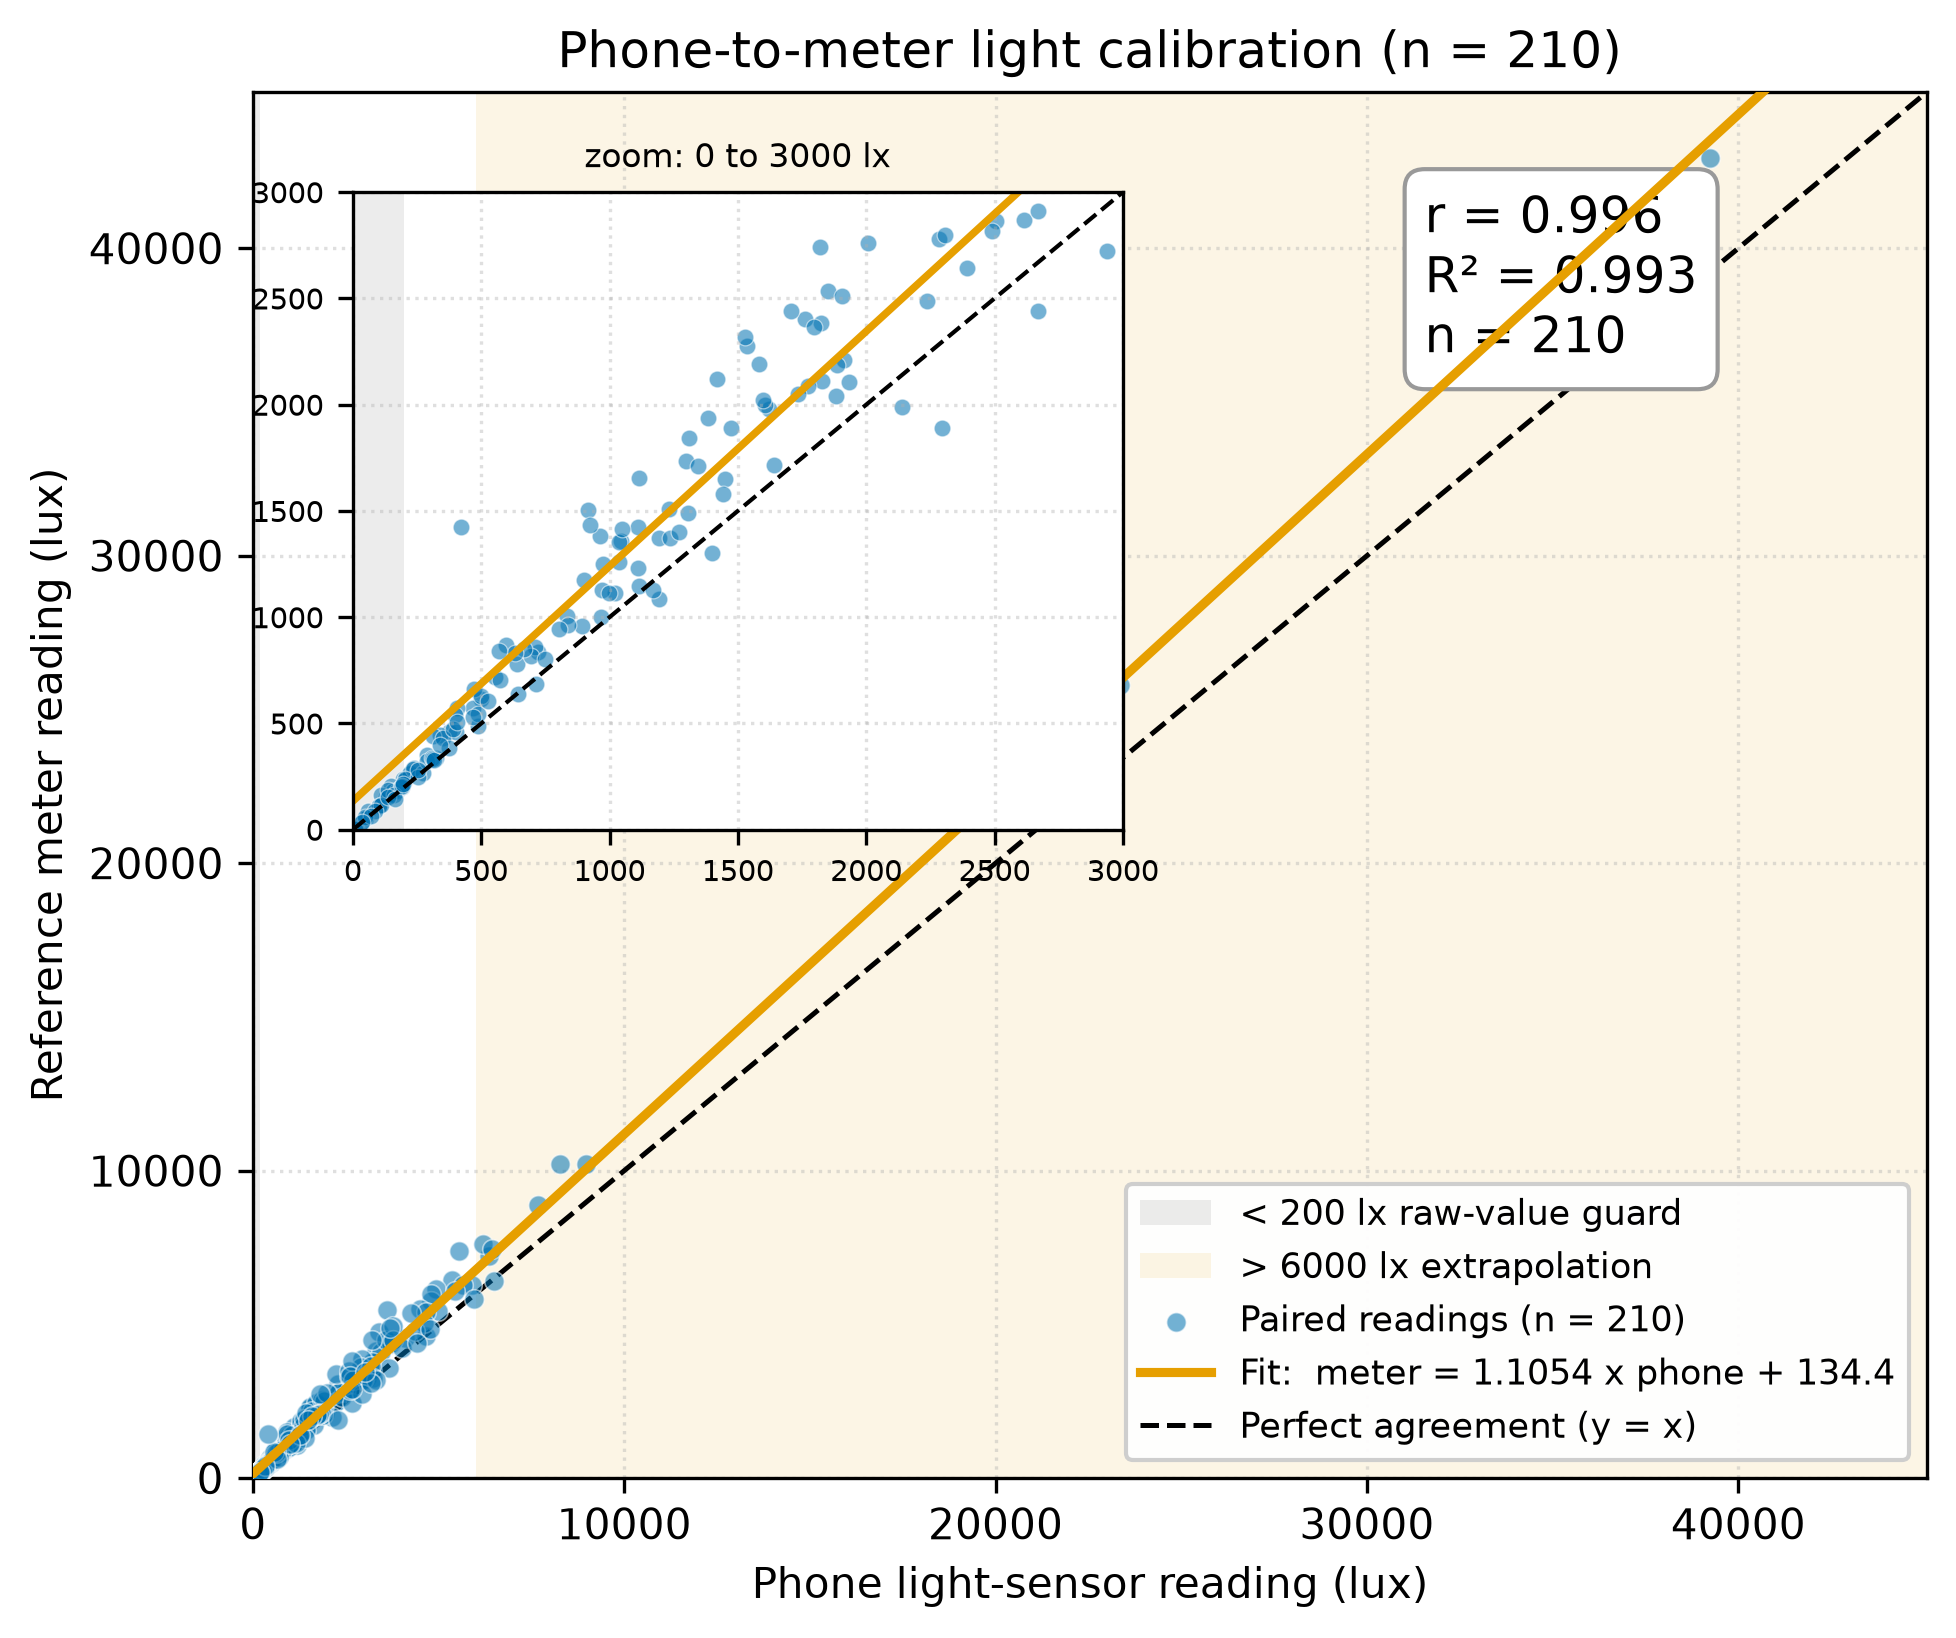 Phone-to-meter light calibration (n = 210)
zoom: 0 to 3000 lx
3000
2500
2000
1500
1000
500
0
0 500 1000 1500 2000 2500 3000
r = 0.996
R² = 0.993
n = 210
40000
30000
20000
10000
0
Reference meter reading (lux)
< 200 lx raw-value guard
> 6000 lx extrapolation
Paired readings (n = 210)
Fit:  meter = 1.1054 x phone + 134.4
Perfect agreement (y = x)
0 10000 20000 30000 40000
Phone light-sensor reading (lux)